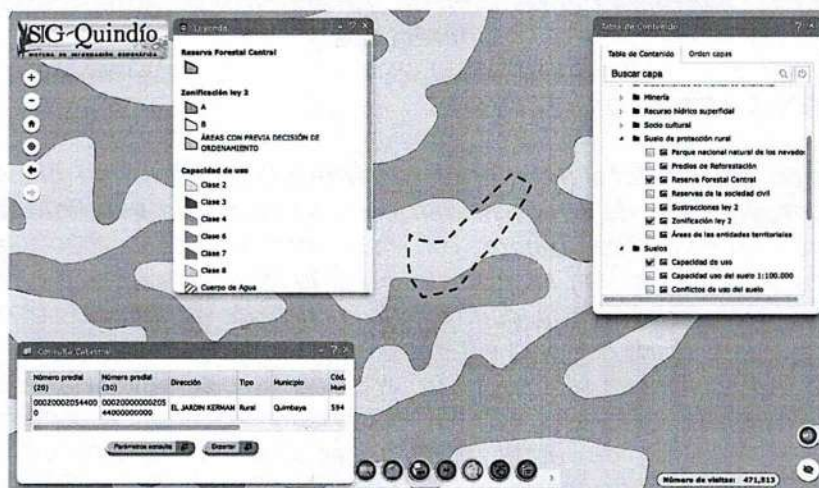 SIG-Quindío
SISTEMA DE INFORMACIÓN GEOGRÁFICA
Leyenda
Reserva Forestal Central
Zonificación ley 2
A
B
ÁREAS CON PREVIA DECISIÓN DE
ORDENAMIENTO
Capacidad de uso
Clase 2
Clase 3
Clase 4
Clase 6
Clase 7
Clase 8
Cuerpo de Agua
Tabla de Contenido
Tabla de Contenido
Orden capas
Buscar capa
Minería
Recurso hídrico superficial
Socio cultural
Suelo de protección rural
Parque nacional natural de los nevados
Predios de Reforestación
Reserva Forestal Central
Reservas de la sociedad civil
Sustracciones ley 2
Zonificación ley 2
Áreas de las entidades territoriales
Suelos
Capacidad de uso
Capacidad uso del suelo 1:100.000
Conflictos de uso del suelo
Consulta Catastral
Número predial
(20)
Número predial
(30)
Dirección
Tipo
Municipio
Cód.
Muni
00020002054400
0
000200000000205
44000000000
EL JARDIN KERMAN
Rural
Quimbaya
594
Parámetros consulta
Exportar
Número de visitas: 471,813